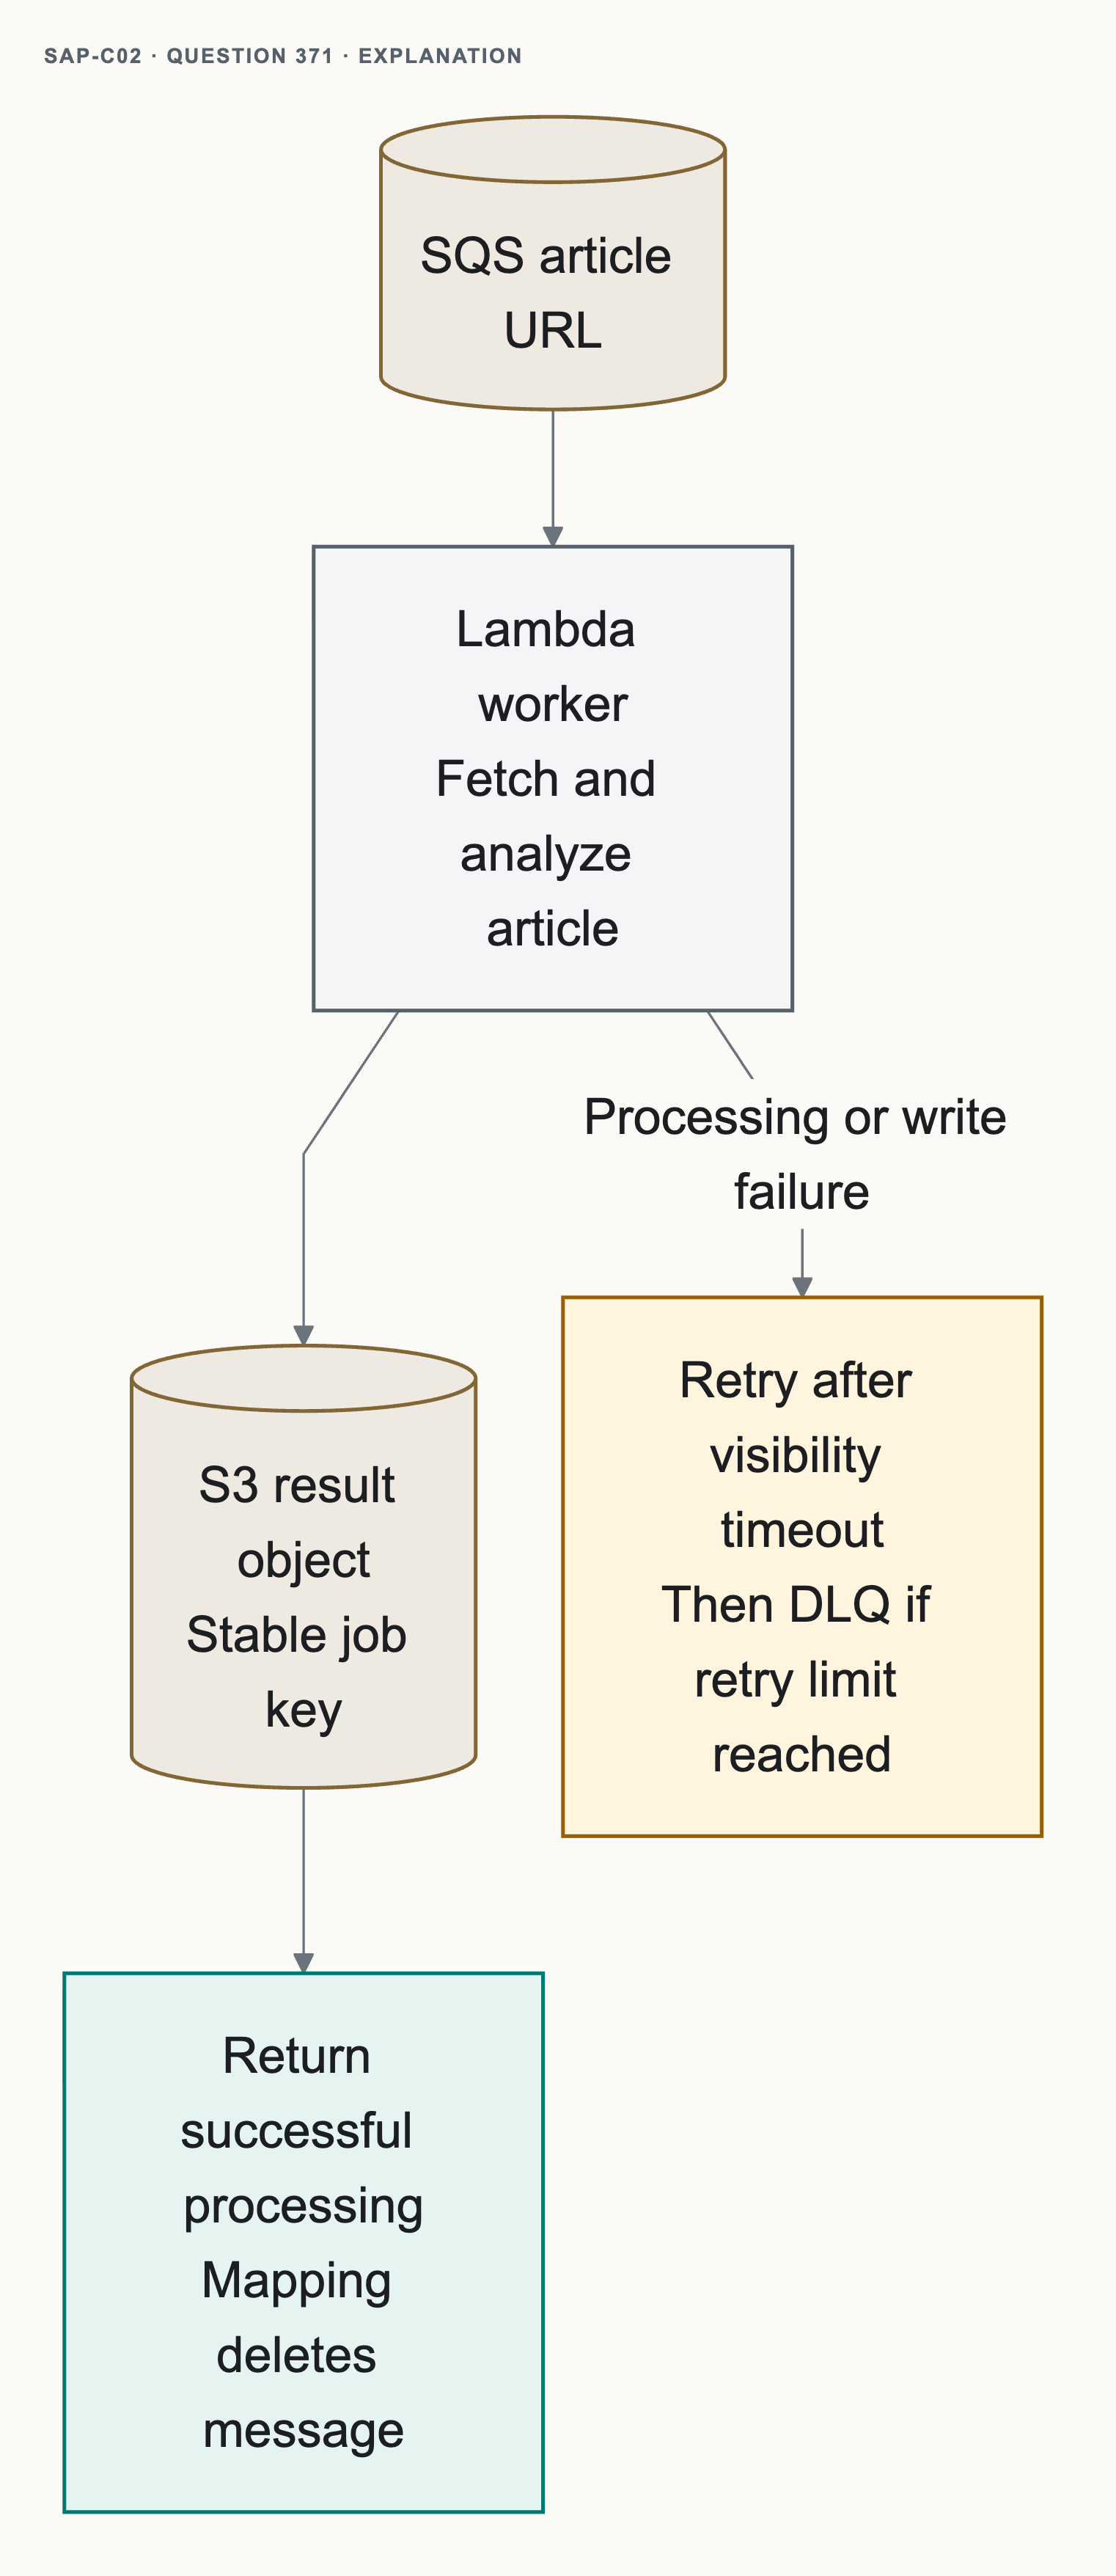 SAP-C02 · QUESTION 371 · EXPLANATION
SQS article
URL
Lambda
worker
Fetch and
analyze
article
Processing or write
failure
S3 result
object
Stable job
key
Retry after
visibility
timeout
Then DLQ if
retry limit
reached
Return
successful
processing
Mapping
deletes
message